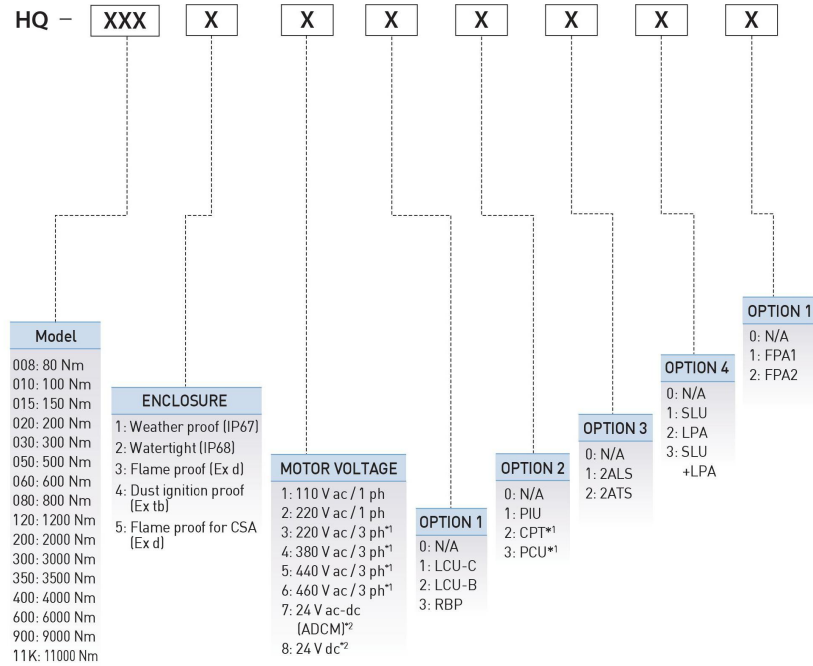 HQ - XXX X X X X X X X
Model
008: 80 Nm
010: 100 Nm
015: 150 Nm
020: 200 Nm
030: 300 Nm
050: 500 Nm
060: 600 Nm
080: 800 Nm
120: 1200 Nm
200: 2000 Nm
300: 3000 Nm
350: 3500 Nm
400: 4000 Nm
600: 6000 Nm
900: 9000 Nm
11K: 11000 Nm
ENCLOSURE
1: Weather proof (IP67)
2: Watertight (IP68)
3: Flame proof (Ex d)
4: Dust ignition proof
(Ex tb)
5: Flame proof for CSA
(Ex d)
MOTOR VOLTAGE
1: 110 V ac / 1 ph
2: 220 V ac / 1 ph
3: 220 V ac / 3 ph*1
4: 380 V ac / 3 ph*1
5: 440 V ac / 3 ph*1
6: 460 V ac / 3 ph*1
7: 24 V ac-dc
(ADCM)*2
8: 24 V dc*2
OPTION 1
0: N/A
1: LCU-C
2: LCU-B
3: RBP
OPTION 2
0: N/A
1: PIU
2: CPT*1
3: PCU*1
OPTION 3
0: N/A
1: 2ALS
2: 2ATS
OPTION 4
0: N/A
1: SLU
2: LPA
3: SLU
+LPA
OPTION 1
0: N/A
1: FPA1
2: FPA2